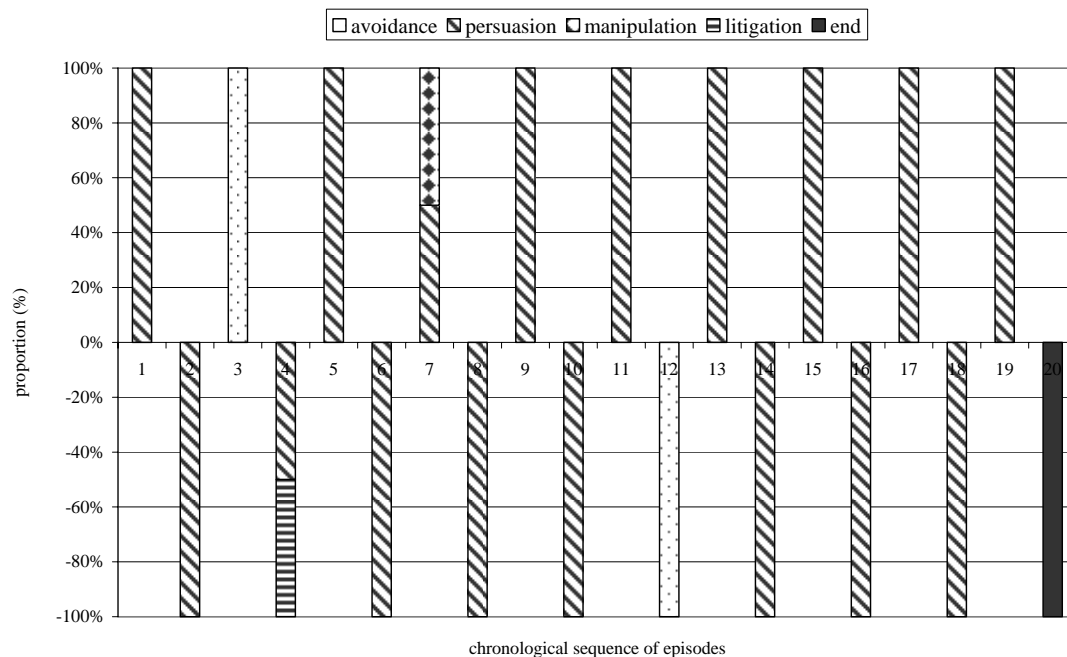 avoidance persuasion manipulation litigation end
100%
80%
60%
40%
20%
0%
-20%
-40%
-60%
-80%
-100%
proportion (%)
1 2 3 4 5 6 7 8 9 10 11 12 13 14 15 16 17 18 19 20
chronological sequence of episodes